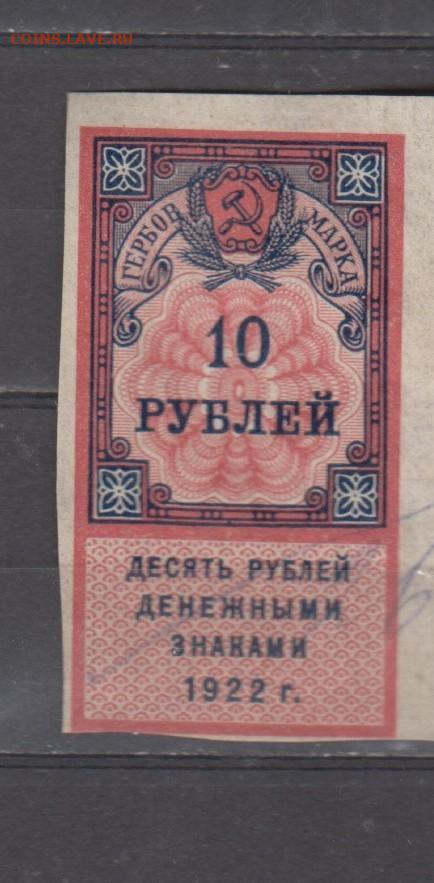 COINS.LAVE.RU
ГЕРБОВ. МАРКА
10
РУБЛЕЙ
ДЕСЯТЬ РУБЛЕЙ
ДЕНЕЖНЫМИ
ЗНАКАМИ
1922 г.